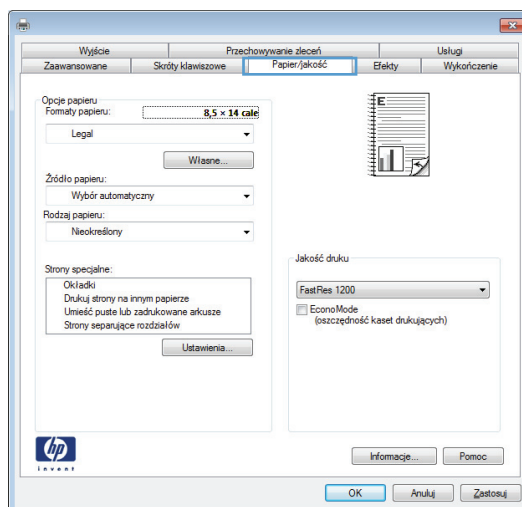 Wyjście Przechowywanie zleceń Usługi
Zaawansowane Skróty klawiszowe Papier/jakość Efekty Wykończenie
Opcje papieru
Formaty papieru: 8,5 × 14 cale
Legal
Własne...
Źródło papieru:
Wybór automatyczny
Rodzaj papieru:
Nieokreślony
Strony specjalne:
Okładki
Drukuj strony na innym papierze
Umieść puste lub zadrukowane arkusze
Strony separujące rozdziałów
Ustawienia...
E
Jakość druku
FastRes 1200
EconoMode
(oszczędność kaset drukujących)
hp
invent
Informacje... Pomoc
OK Anuluj Zastosuj